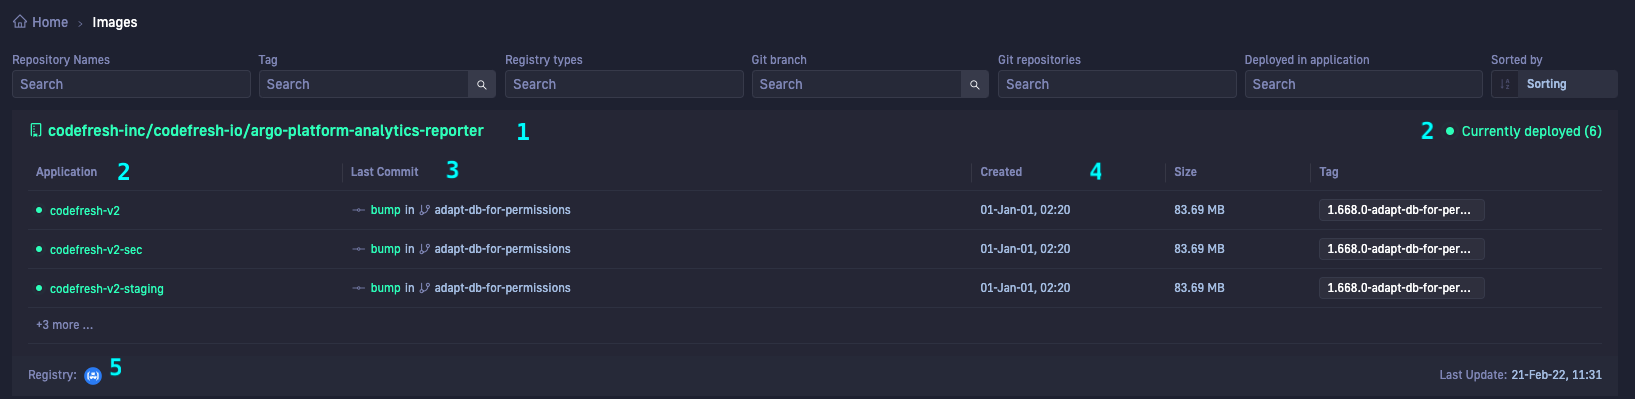 Home › Images
Repository Names Tag Registry types Git branch Git repositories Deployed in application Sorted by
Search Search Search Search Search Search Sorting
codefresh-inc/codefresh-io/argo-platform-analytics-reporter 1 2 Currently deployed (6)
Application 2 Last Commit 3 Created 4 Size Tag
codefresh-v2 bump in adapt-db-for-permissions 01-Jan-01, 02:20 83.69 MB 1.668.0-adapt-db-for-per...
codefresh-v2-sec bump in adapt-db-for-permissions 01-Jan-01, 02:20 83.69 MB 1.668.0-adapt-db-for-per...
codefresh-v2-staging bump in adapt-db-for-permissions 01-Jan-01, 02:20 83.69 MB 1.668.0-adapt-db-for-per...
+3 more ...
Registry: 5 Last Update: 21-Feb-22, 11:31